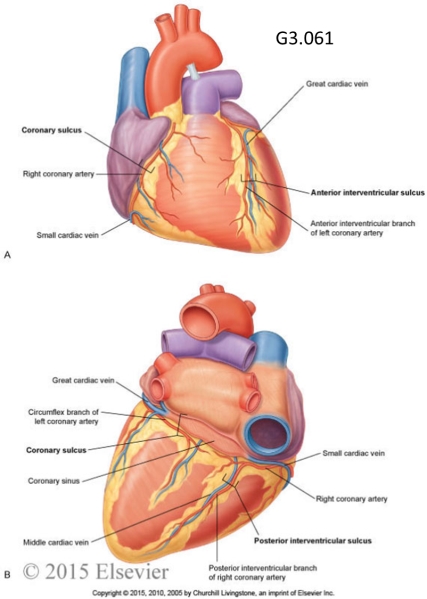 G3.061
Great cardiac vein
Coronary sulcus
Right coronary artery
Anterior interventricular sulcus
Anterior interventricular branch
of left coronary artery
Small cardiac vein
A
Great cardiac vein
Circumflex branch of
left coronary artery
Coronary sulcus
Small cardiac vein
Coronary sinus
Right coronary artery
Middle cardiac vein
Posterior interventricular sulcus
Posterior interventricular branch
of right coronary artery
B
© 2015 Elsevier
Copyright © 2015, 2010, 2005 by Churchill Livingstone, an imprint of Elsevier Inc.